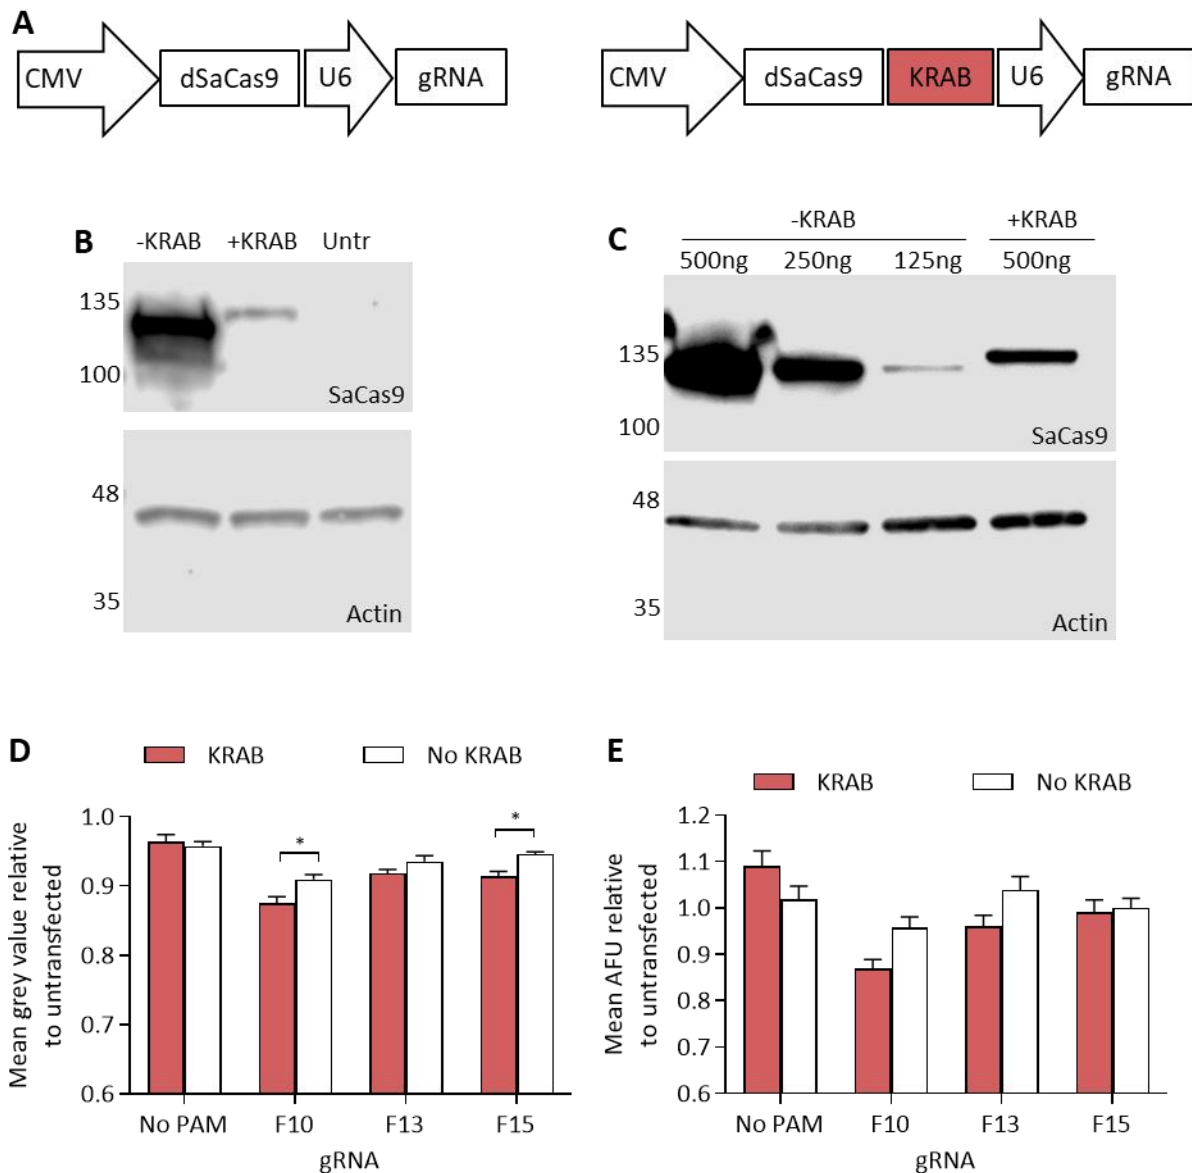 A
CMV dSaCas9 U6 gRNA
CMV dSaCas9 KRAB U6 gRNA
B
-KRAB +KRAB Untr
135
100
SaCas9
48
35
Actin
C
-KRAB +KRAB
500ng 250ng 125ng 500ng
135
100
SaCas9
48
35
Actin
D
KRAB No KRAB
Mean grey value relative
to untransfected
1.0
0.9
0.8
0.7
0.6
* *
No PAM F10 F13 F15
gRNA
E
KRAB No KRAB
Mean AFU relative
to untransfected
1.2
1.1
1.0
0.9
0.8
0.7
0.6
No PAM F10 F13 F15
gRNA